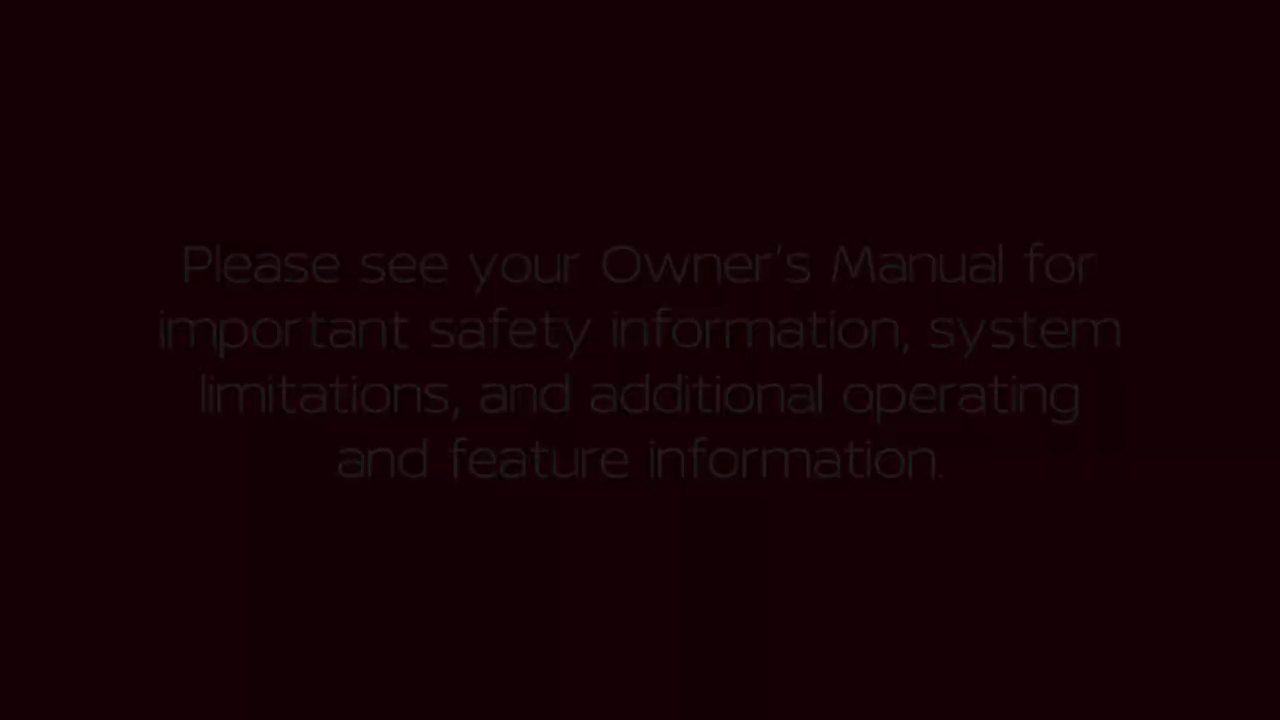 Please see your Owner's Manual for
important safety information, system
limitations, and additional operating
and feature information.